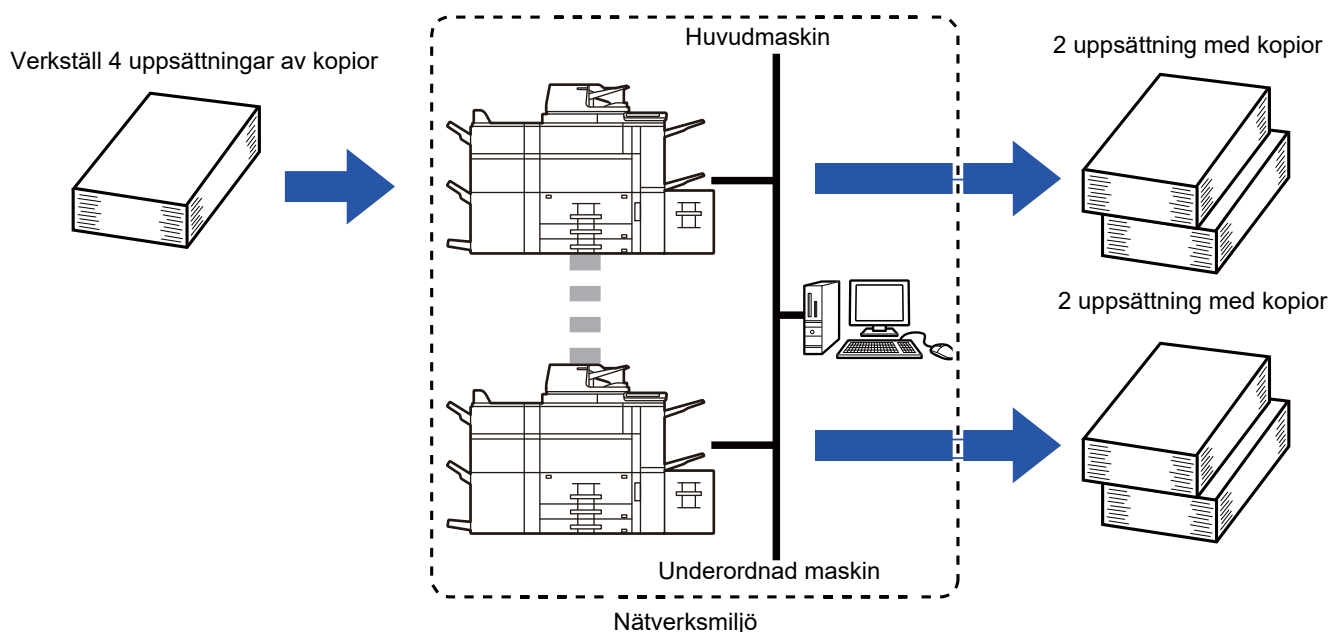 Verkställ 4 uppsättningar av kopior
Huvudmaskin
2 uppsättning med kopior
2 uppsättning med kopior
Underordnad maskin
Nätverksmiljö